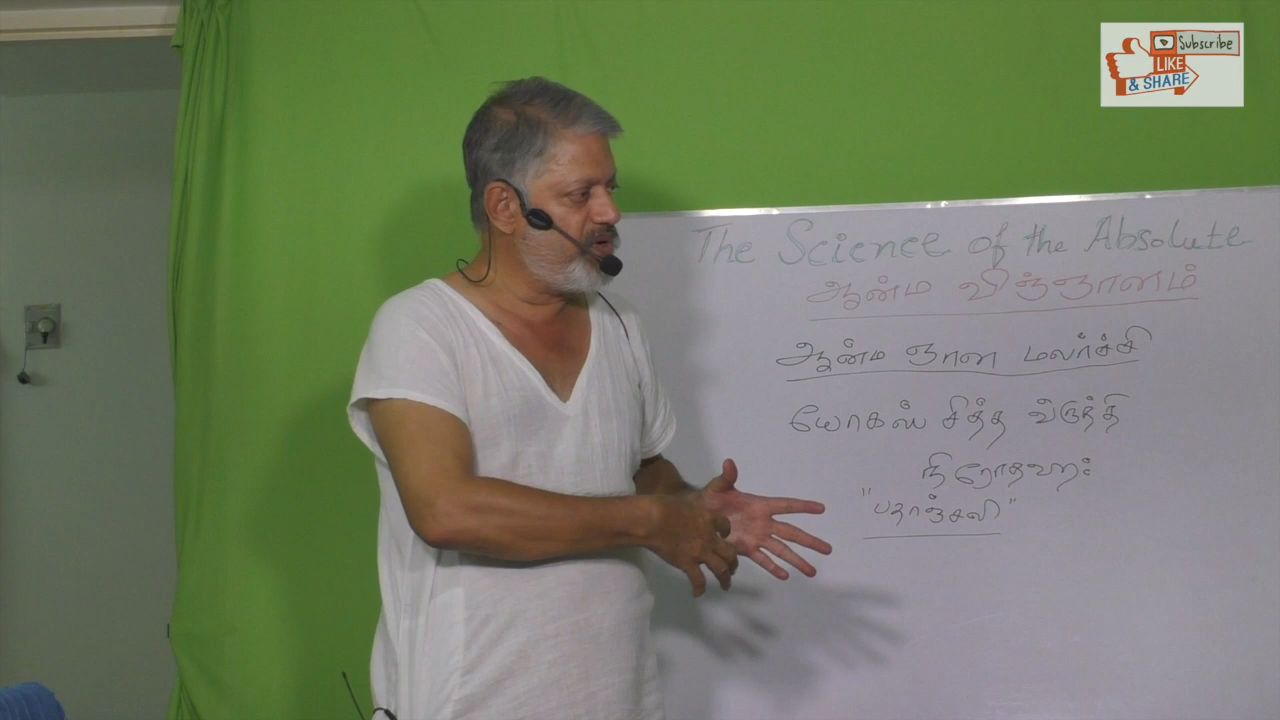 Subscribe
LIKE
& SHARE
The Science of the Absolute
ஆன்ம விஞ்ஞானம்
ஆன்ம ஞான மலர்ச்சி
யோகஸ் சித்த வ்ருத்தி
நிரோதஹ:
"பதாஞ்சலி"